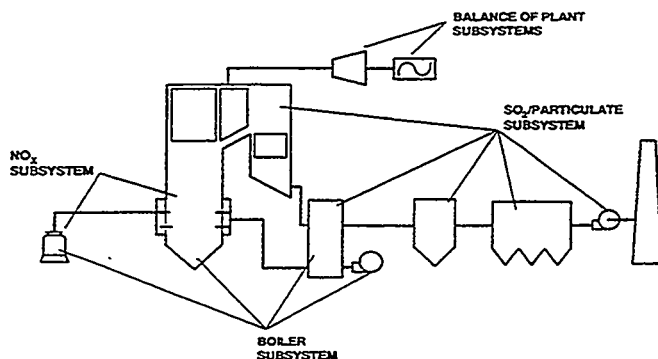 BALANCE OF PLANT
SUBSYSTEMS
SO₂/PARTICULATE
SUBSYSTEM
NOₓ
SUBSYSTEM
BOILER
SUBSYSTEM